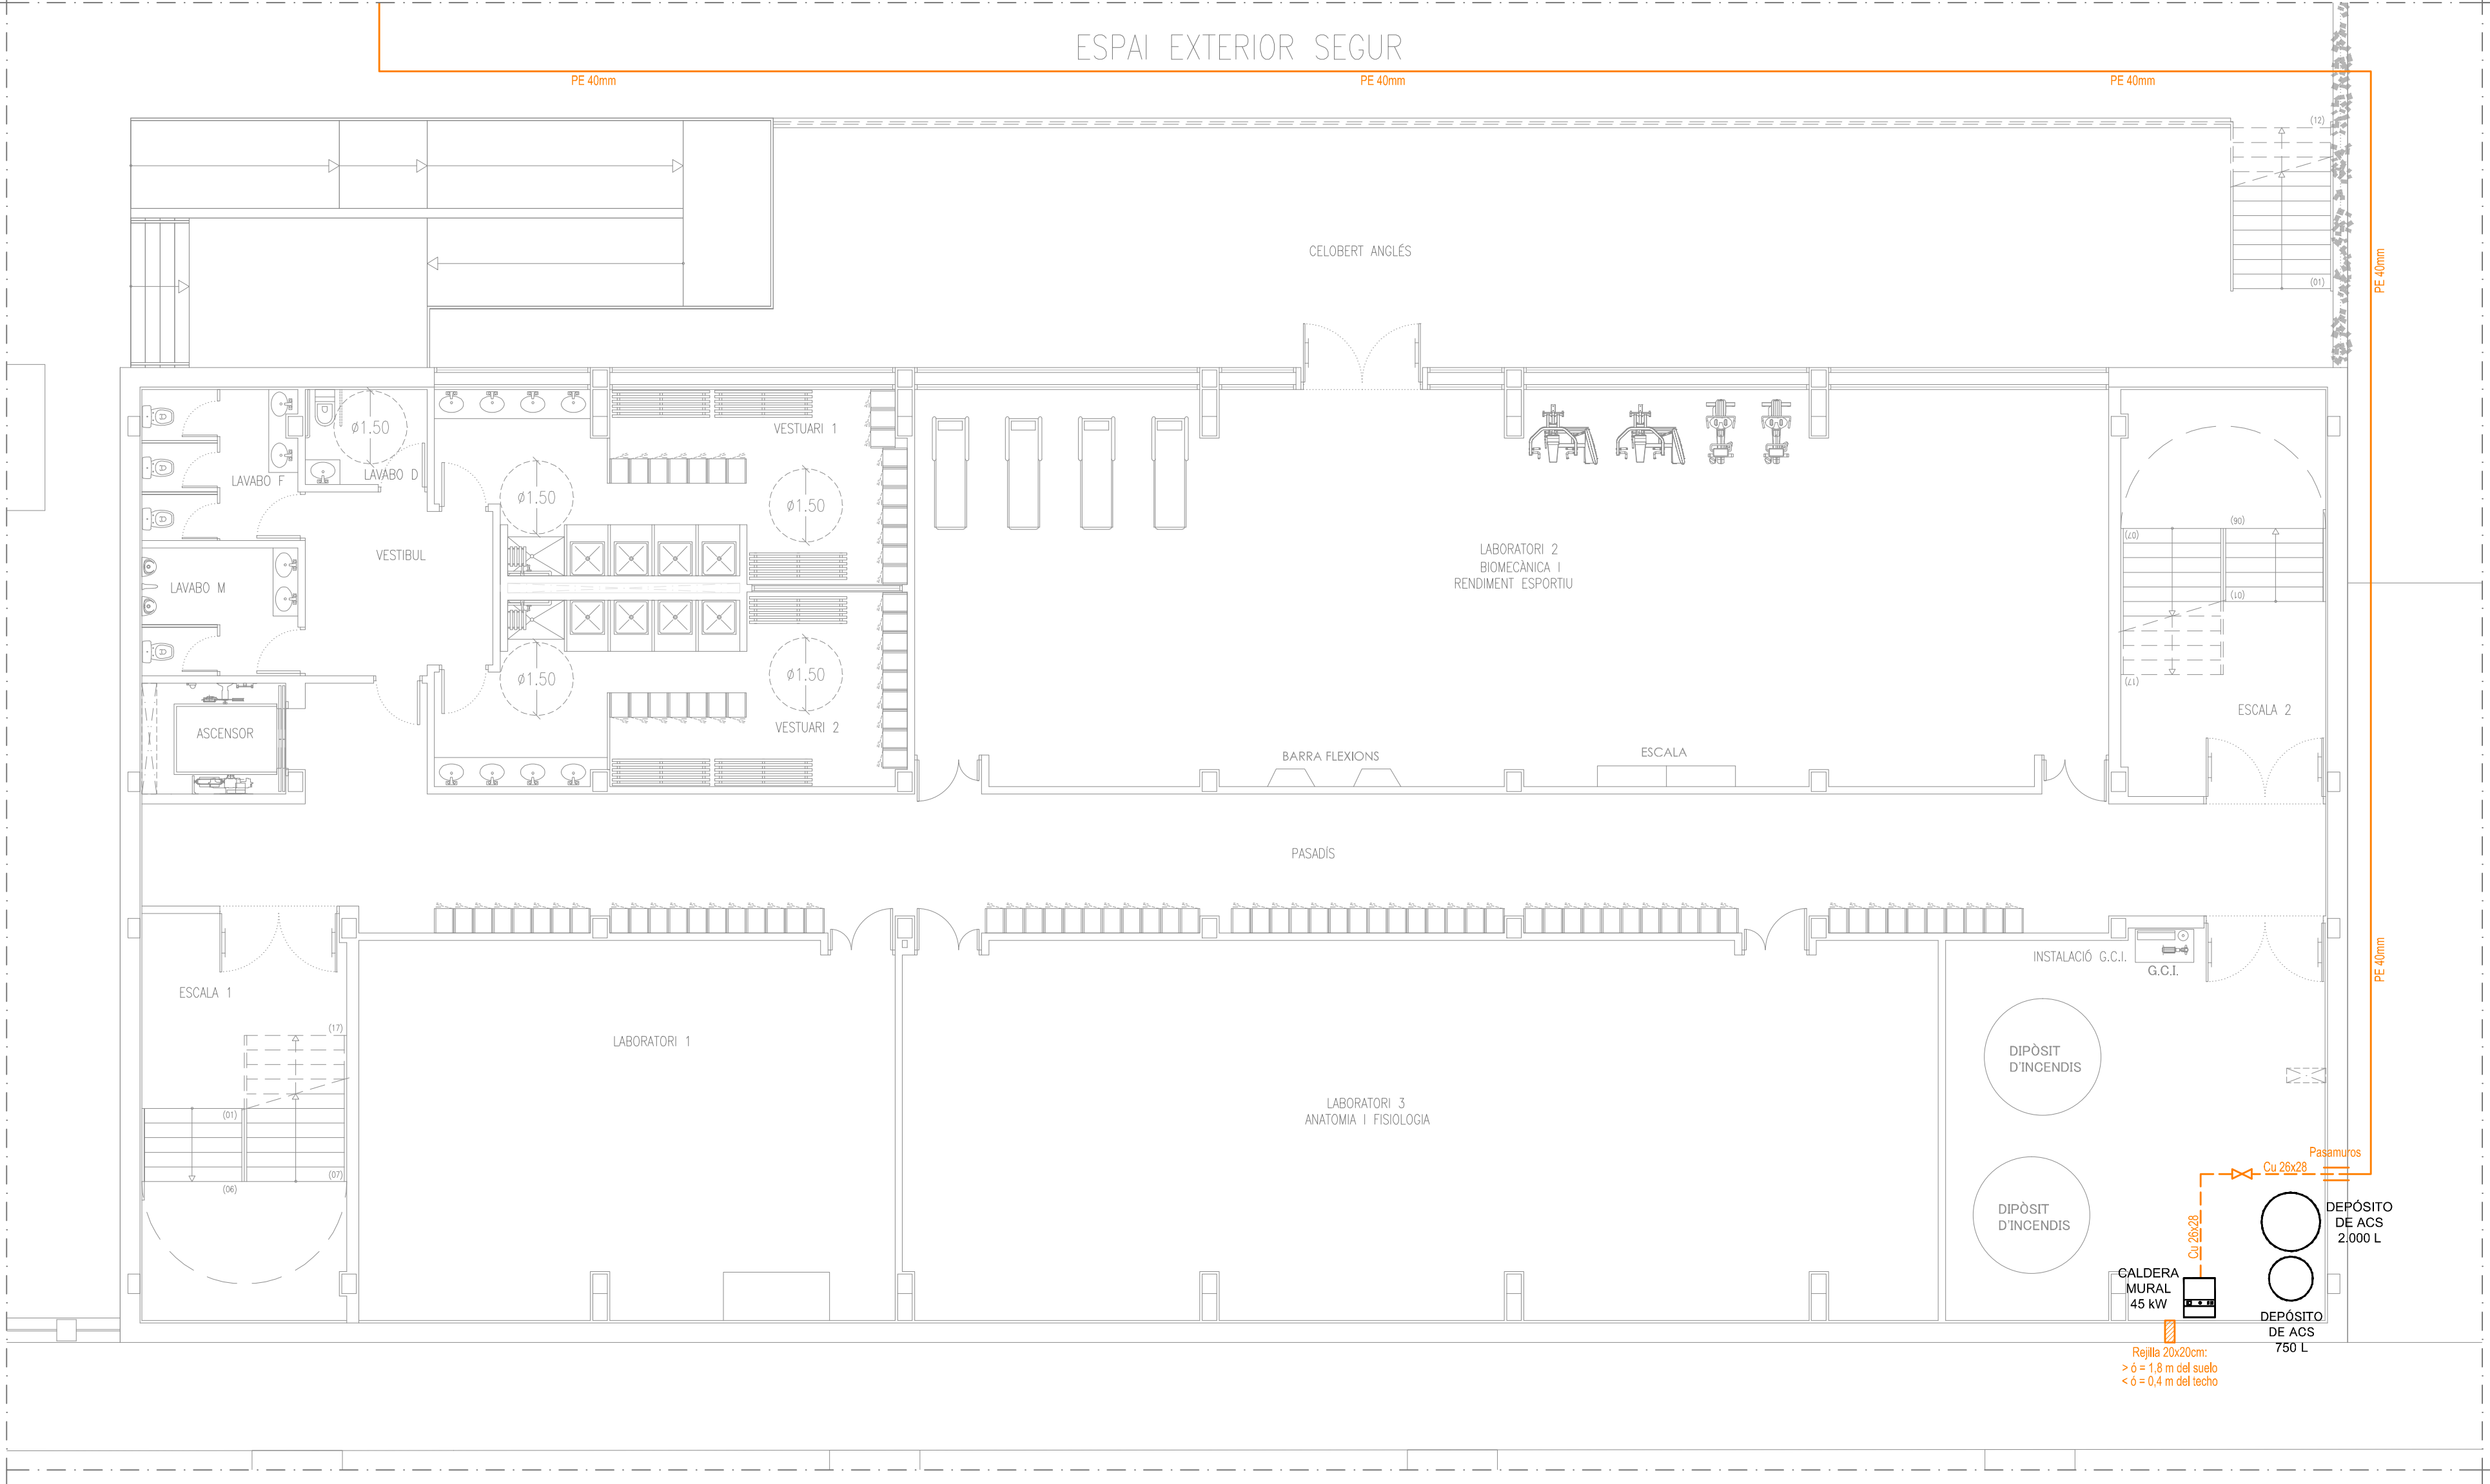 ESPAI EXTERIOR SEGUR
PE 40mm
PE 40mm
PE 40mm
(12)
CELOBERT ANGLÉS
(01)
PE 40mm
VESTUARI 1
ø1.50
LAVABO F
LAVABO D
ø1.50
ø1.50
VESTIBUL
LAVABO M
LABORATORI 2
BIOMECÀNICA I
RENDIMENT ESPORTIU
(06)
(07)
(01)
(17)
ø1.50
ø1.50
VESTUARI 2
ASCENSOR
ESCALA 2
BARRA FLEXIONS
ESCALA
PASADÍS
INSTALACIÓ G.C.I.
G.C.I.
PE 40mm
ESCALA 1
(17)
LABORATORI 1
DIPÒSIT
D'INCENDIS
LABORATORI 3
ANATOMIA I FISIOLOGIA
(01)
(07)
(06)
Pasamuros
Cu 26x28
Cu 26x28
DIPÒSIT
D'INCENDIS
DEPÓSITO
DE ACS
2.000 L
CALDERA
MURAL
45 kW
DEPÓSITO
DE ACS
750 L
Rejilla 20x20cm:
> ó = 1,8 m del suelo
< ó = 0,4 m del techo